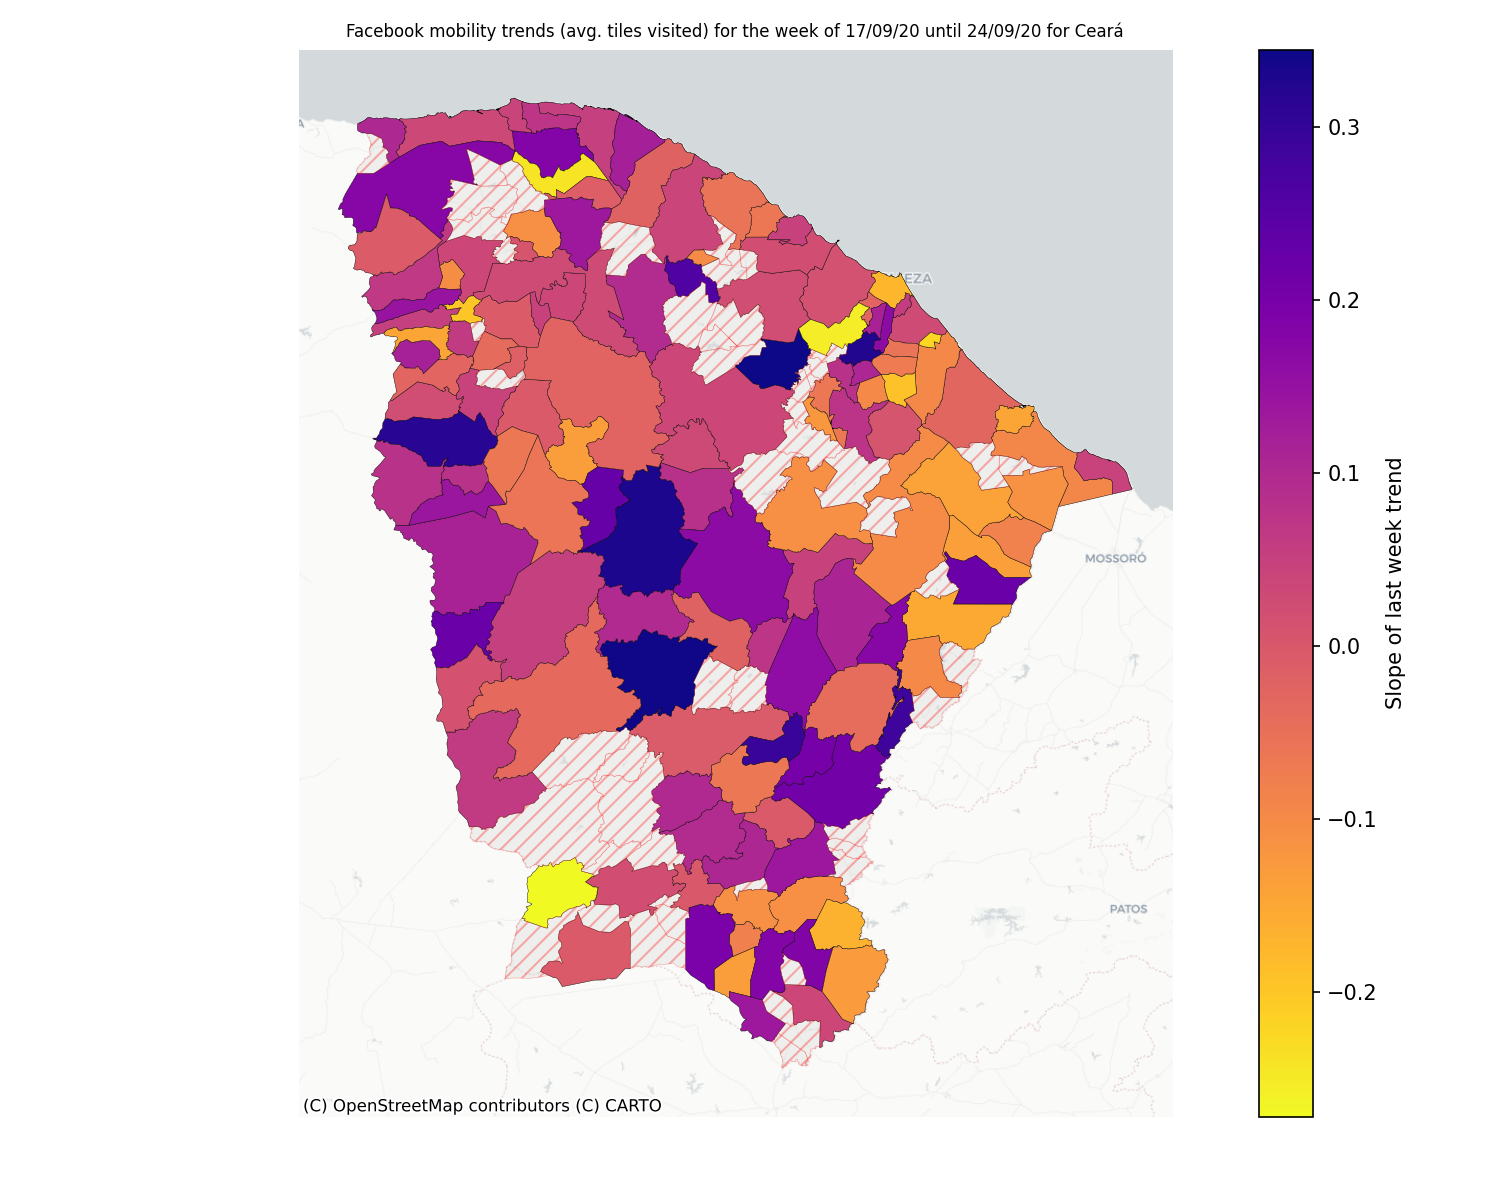 Facebook mobility trends (avg. tiles visited) for the week of 17/09/20 until 24/09/20 for Ceará
A
EZA
MOSSORÓ
PATOS
(C) OpenStreetMap contributors (C) CARTO
0.3
0.2
0.1
0.0
−0.1
−0.2
Slope of last week trend